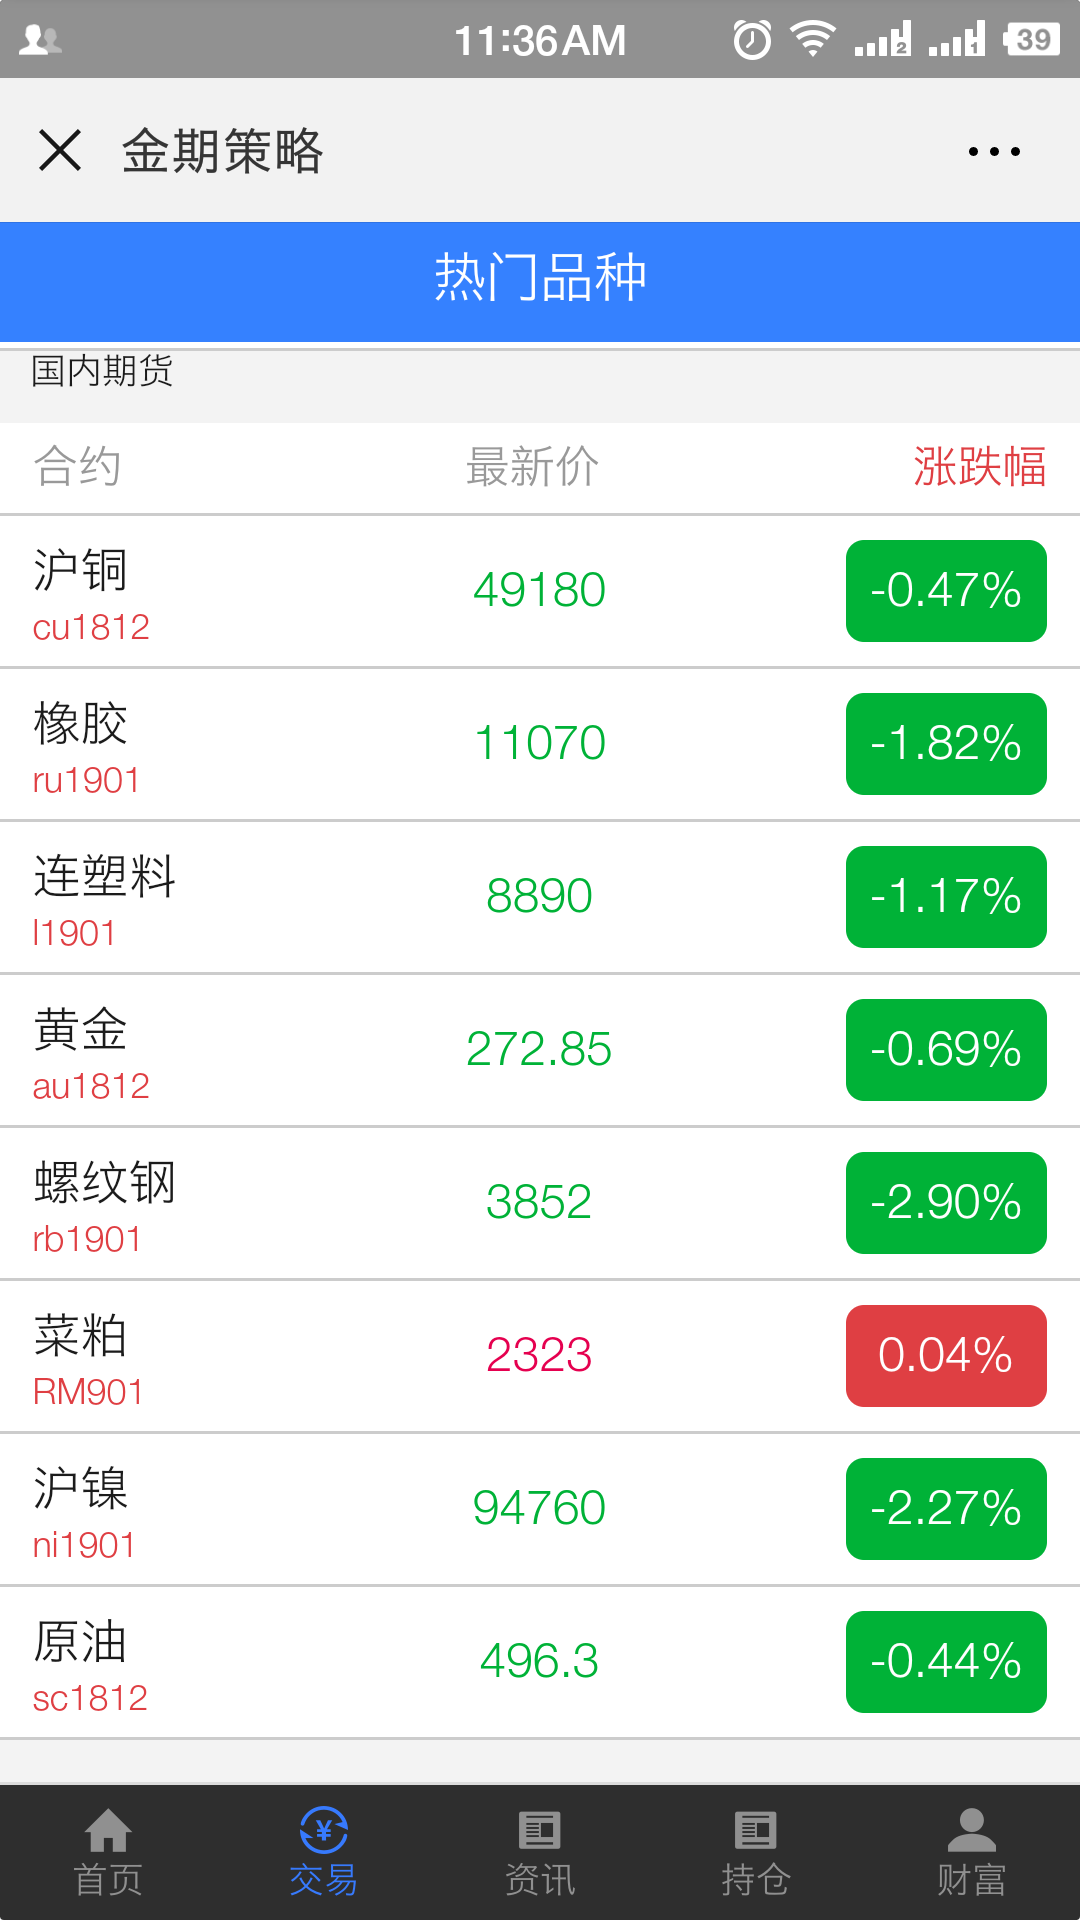 11:36AM 2 1 39
金期策略
热门品种
国内期货
合约 最新价 涨跌幅
沪铜
cu1812 49180 -0.47%
橡胶
ru1901 11070 -1.82%
连塑料
l1901 8890 -1.17%
黄金
au1812 272.85 -0.69%
螺纹钢
rb1901 3852 -2.90%
菜粕
RM901 2323 0.04%
沪镍
ni1901 94760 -2.27%
原油
sc1812 496.3 -0.44%
¥
首页 交易 资讯 持仓 财富